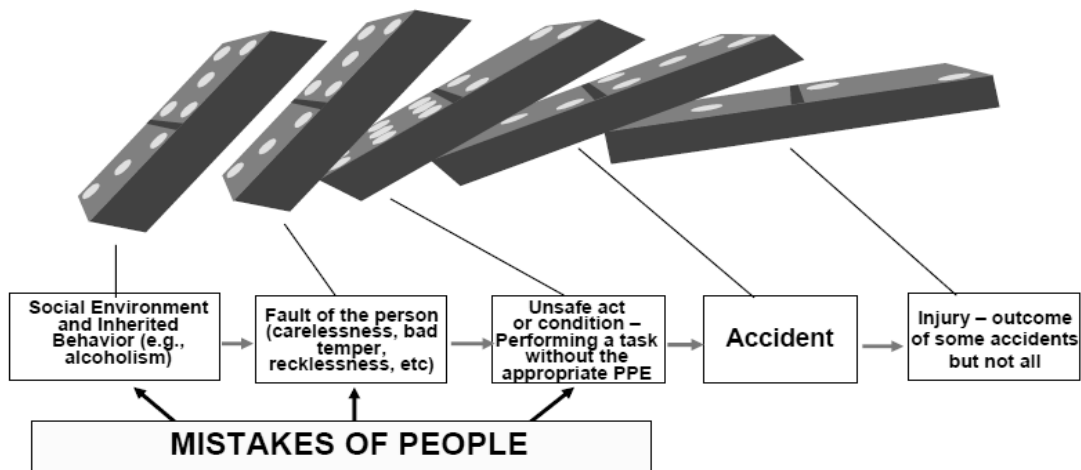 Social Environment
and Inherited
Behavior (e.g.,
alcoholism)
Fault of the person
(carelessness, bad
temper,
recklessness, etc)
Unsafe act
or condition –
Performing a task
without the
appropriate PPE
Accident
Injury – outcome
of some accidents
but not all
MISTAKES OF PEOPLE